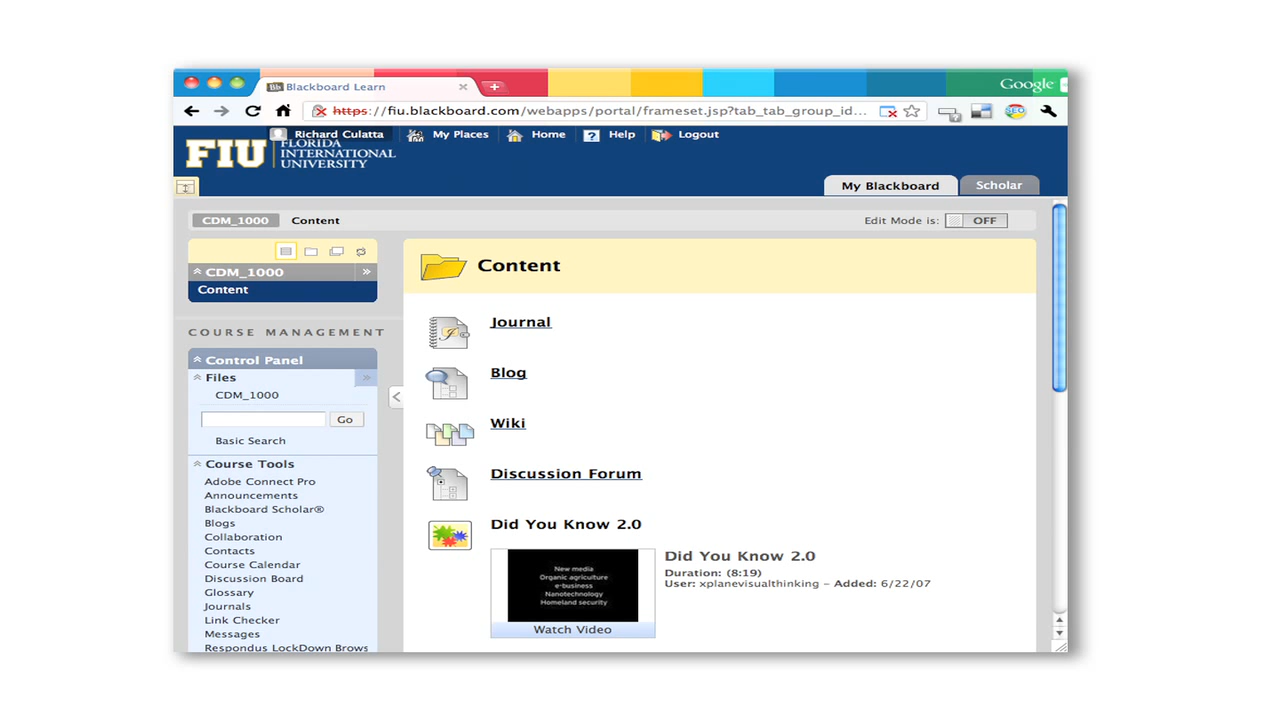 Blackboard Learn
Google
https://fiu.blackboard.com/webapps/portal/frameset.jsp?tab_tab_group_id...
SEO
Richard Culatta
My Places
Home
Help
Logout
FIU
FLORIDA
INTERNATIONAL
UNIVERSITY
My Blackboard
Scholar
CDM_1000
Content
Edit Mode is:
OFF
CDM_1000
Content
COURSE MANAGEMENT
Control Panel
Files
CDM_1000
Go
Basic Search
Course Tools
Adobe Connect Pro
Announcements
Blackboard Scholar®
Blogs
Collaboration
Contacts
Course Calendar
Discussion Board
Glossary
Journals
Link Checker
Messages
Respondus LockDown Brows
Content
Journal
Blog
Wiki
Discussion Forum
Did You Know 2.0
New media
Organic agriculture
e-business
Nanotechnology
Homeland security
Watch Video
Did You Know 2.0
Duration: (8:19)
User: xplanevisualthinking – Added: 6/22/07